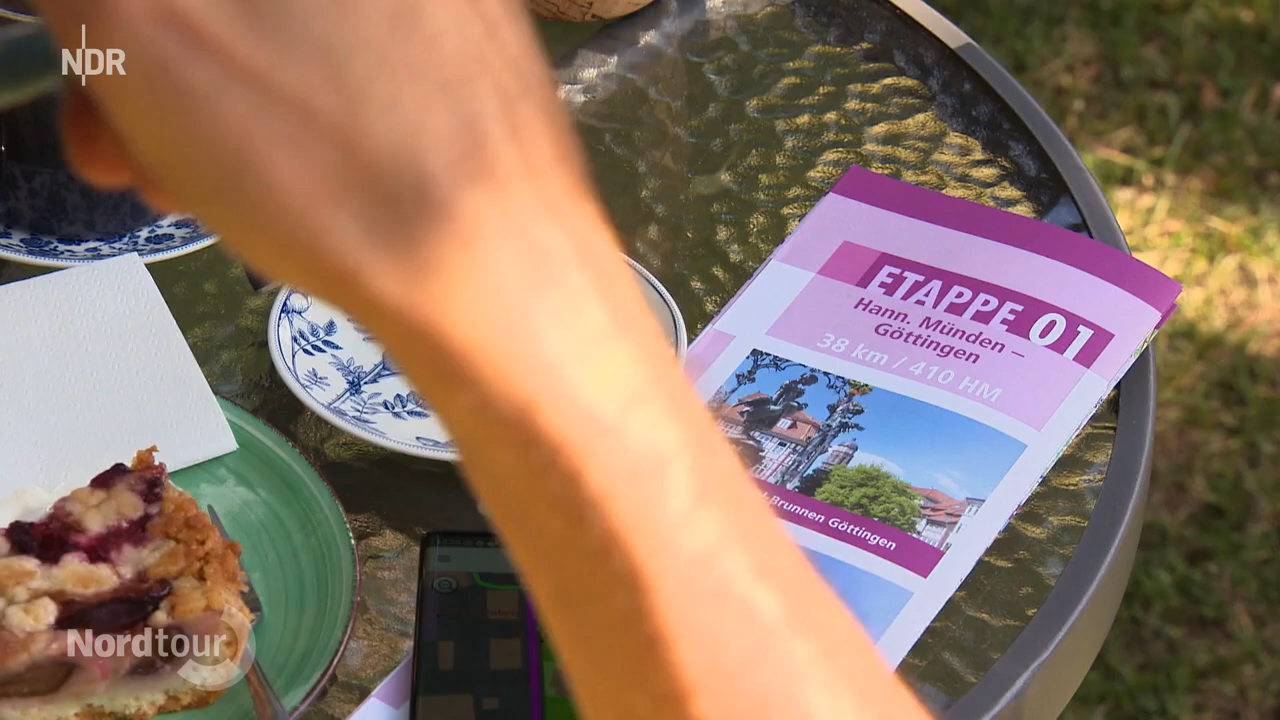 NDR
ETAPPE 01
Hann. Münden –
Göttingen
38 km / 410 HM
Brunnen Göttingen
Nordtour